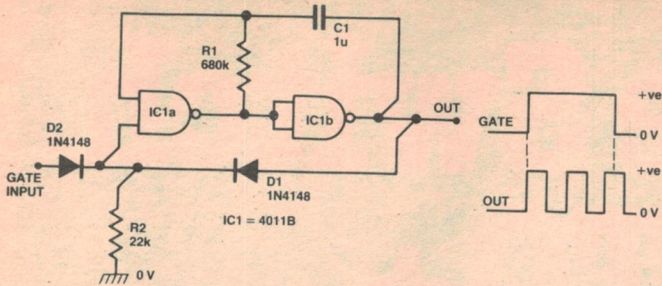 C1
1u
R1
680k
IC1a
IC1b
OUT
D2
1N4148
GATE
INPUT
D1
1N4148
R2
22k
IC1 = 4011B
0 V
GATE
+ve
0 V
+ve
OUT
0 V